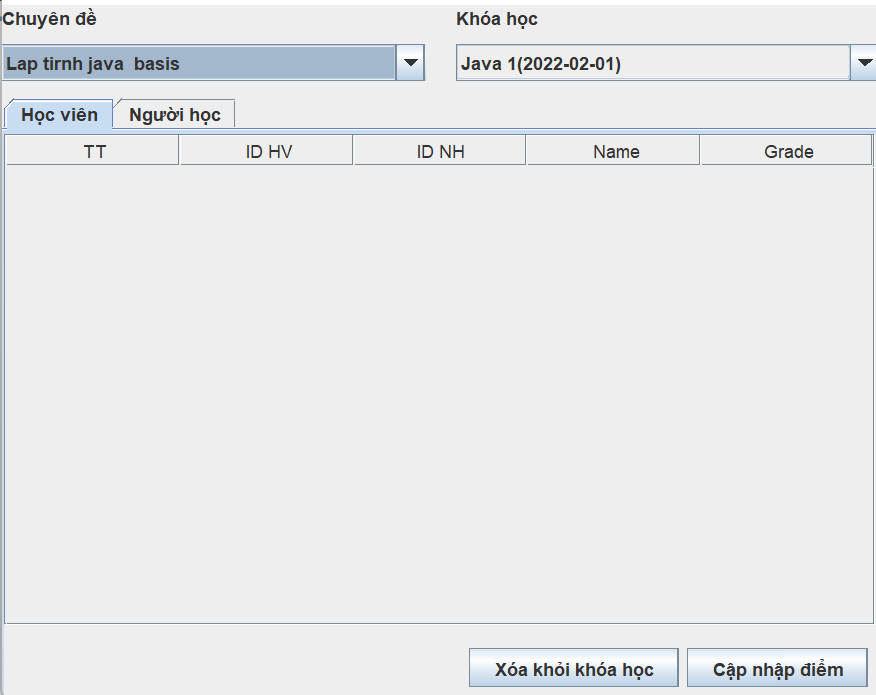 Chuyên đề
Khóa học
Lap tirnh java  basis
Java 1(2022-02-01)
Học viên
Người học
TT
ID HV
ID NH
Name
Grade
Xóa khỏi khóa học
Cập nhập điểm